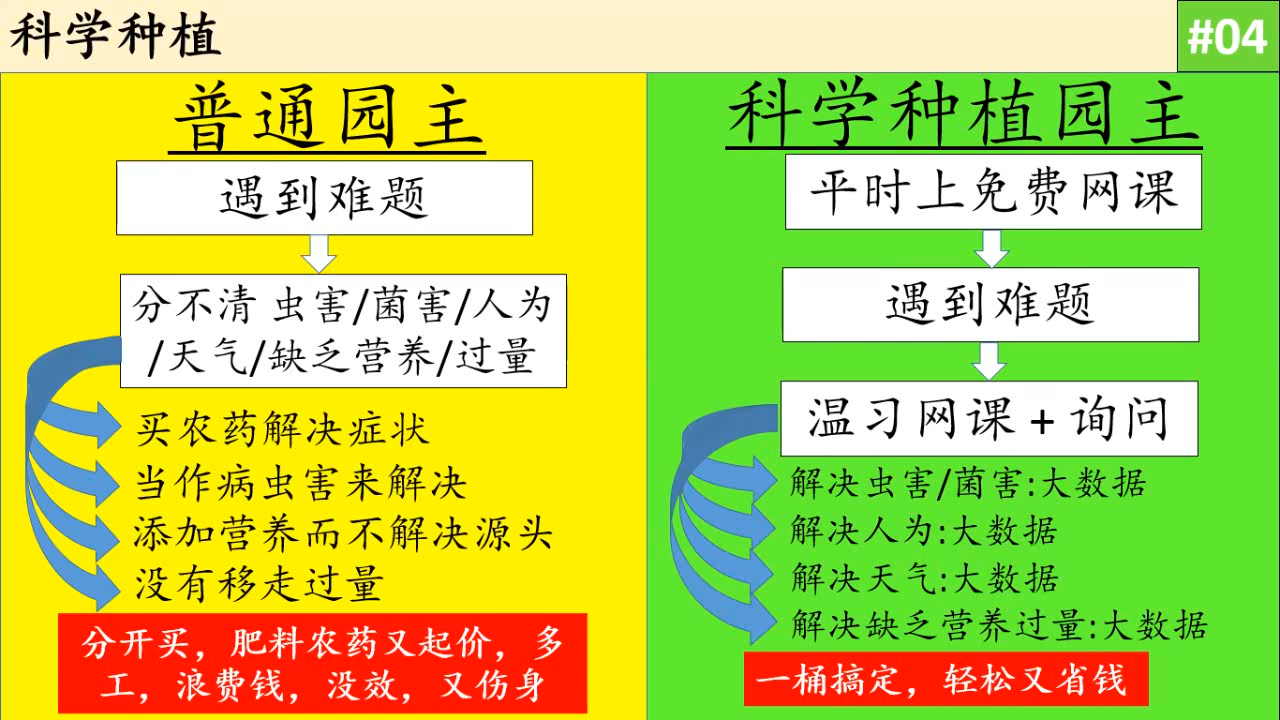 科学种植
#04
普通园主
遇到难题
分不清 虫害/菌害/人为
/天气/缺乏营养/过量
买农药解决症状
当作病虫害来解决
添加营养而不解决源头
没有移走过量
分开买，肥料农药又起价，多
工，浪费钱，没效，又伤身
科学种植园主
平时上免费网课
遇到难题
温习网课 + 询问
解决虫害/菌害:大数据
解决人为:大数据
解决天气:大数据
解决缺乏营养过量:大数据
一桶搞定，轻松又省钱